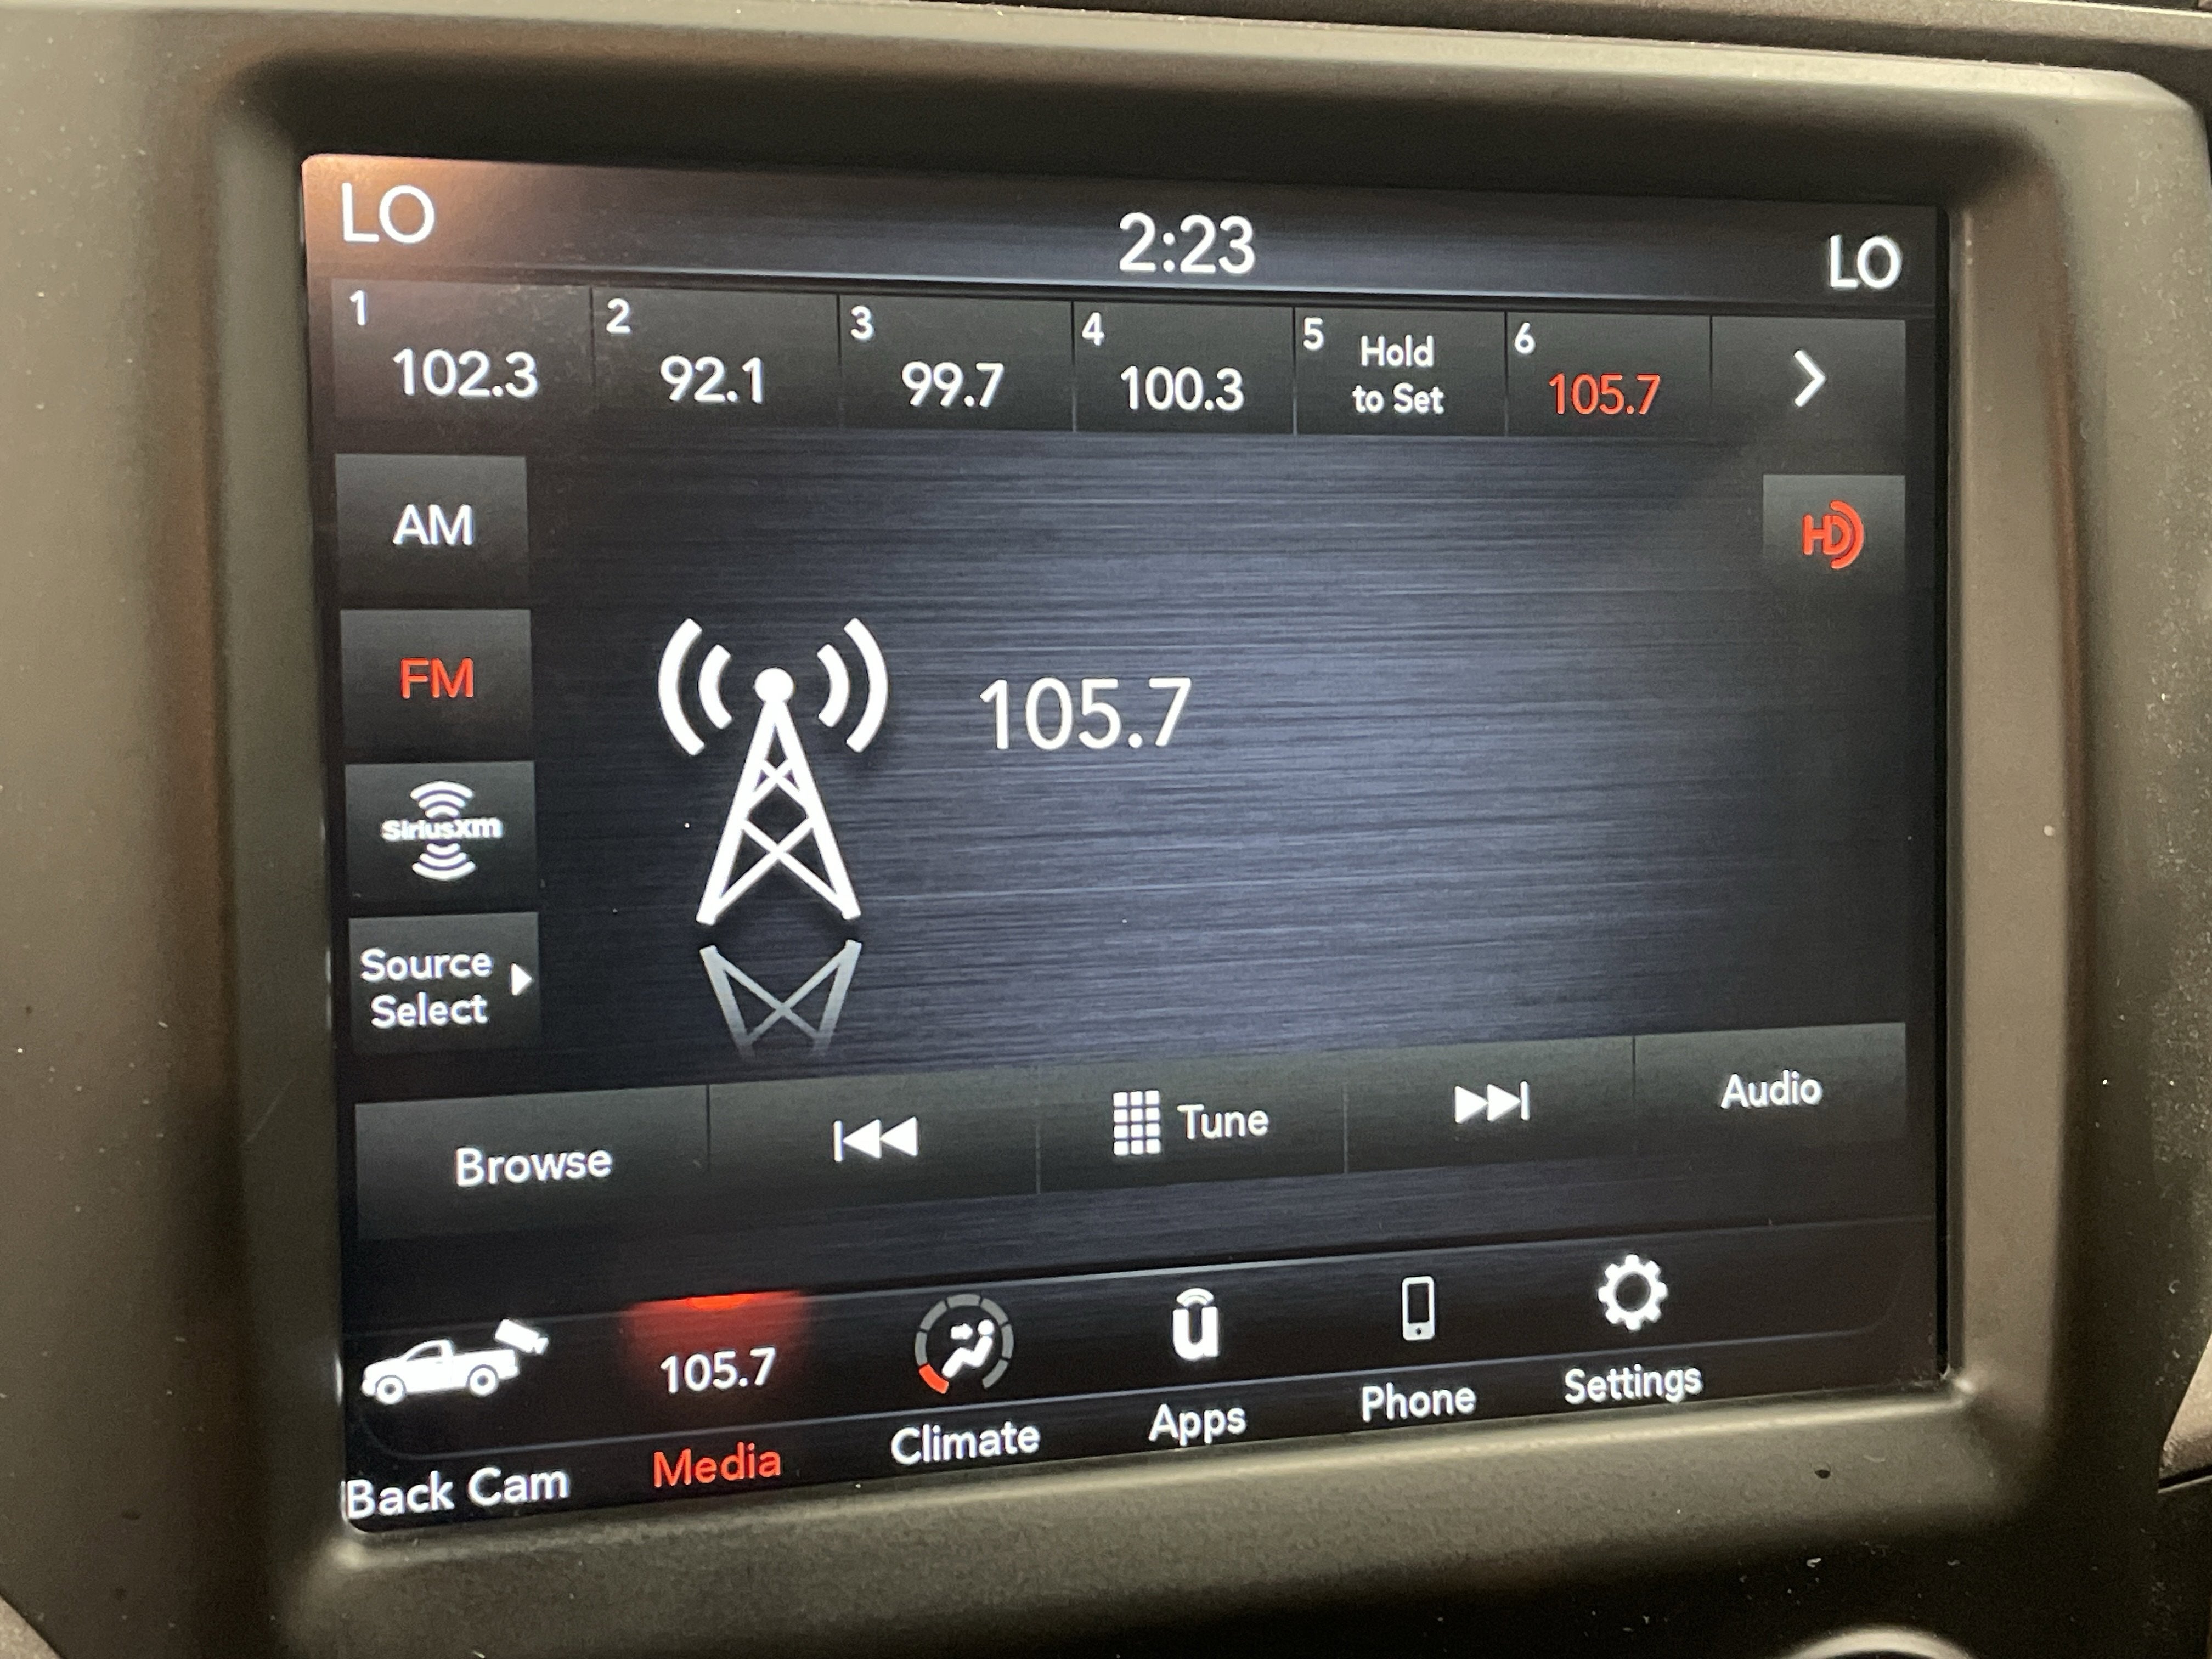 LO 2:23 LO
1 2 3 4 5 Hold 6
102.3 92.1 99.7 100.3 to Set 105.7
AM
HD
FM
105.7
SiriusXM
Source
Select
Browse Tune Audio
105.7 u
Back Cam Media Climate Apps Phone Settings